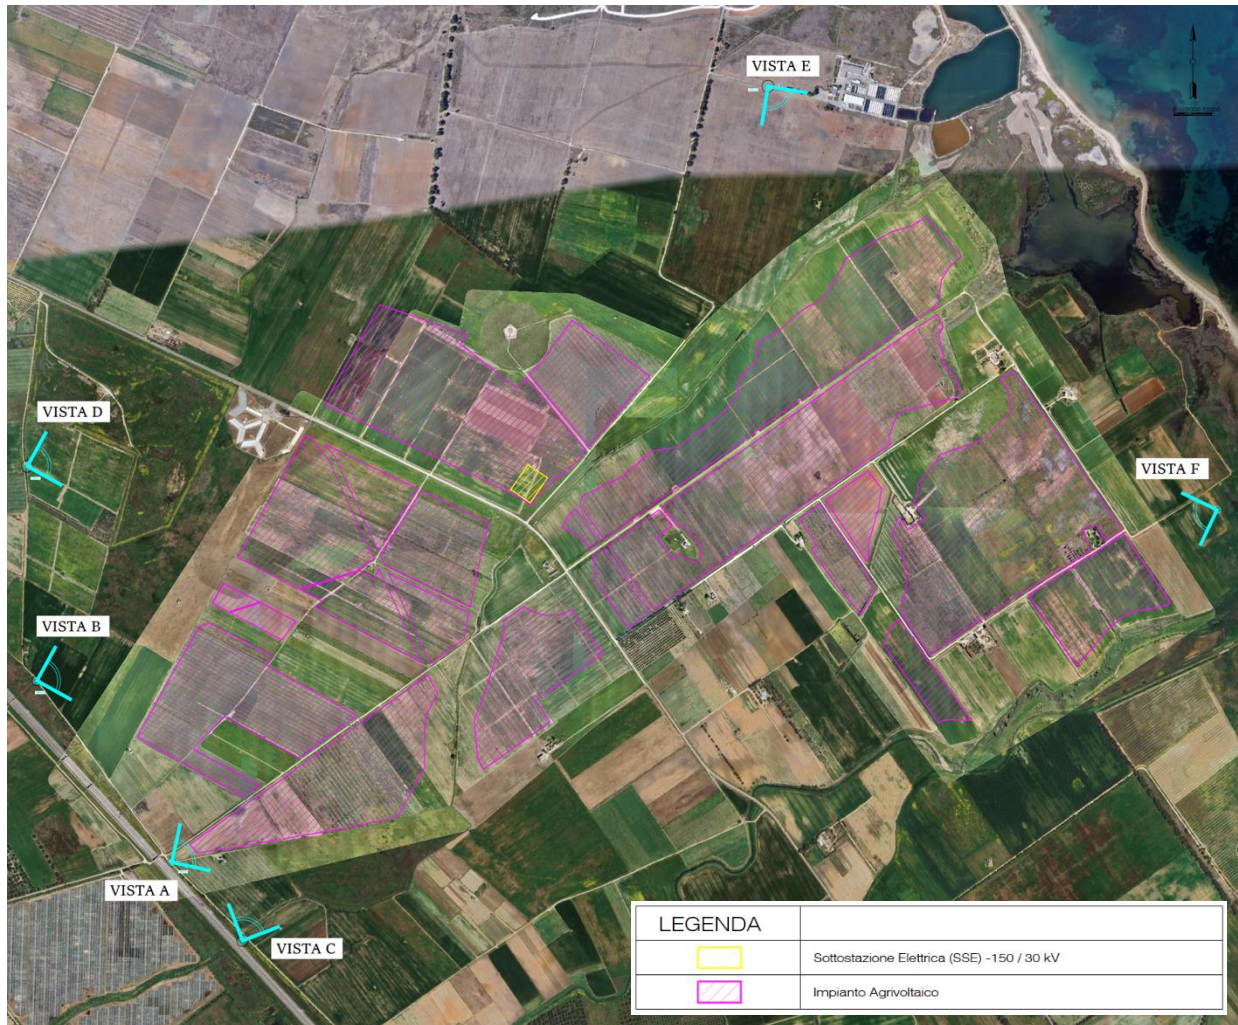 VISTA E
VISTA D
VISTA F
VISTA B
VISTA A
VISTA C
LEGENDA
Sottostazione Elettrica (SSE) -150 / 30 kV
Impianto Agrivoltaico